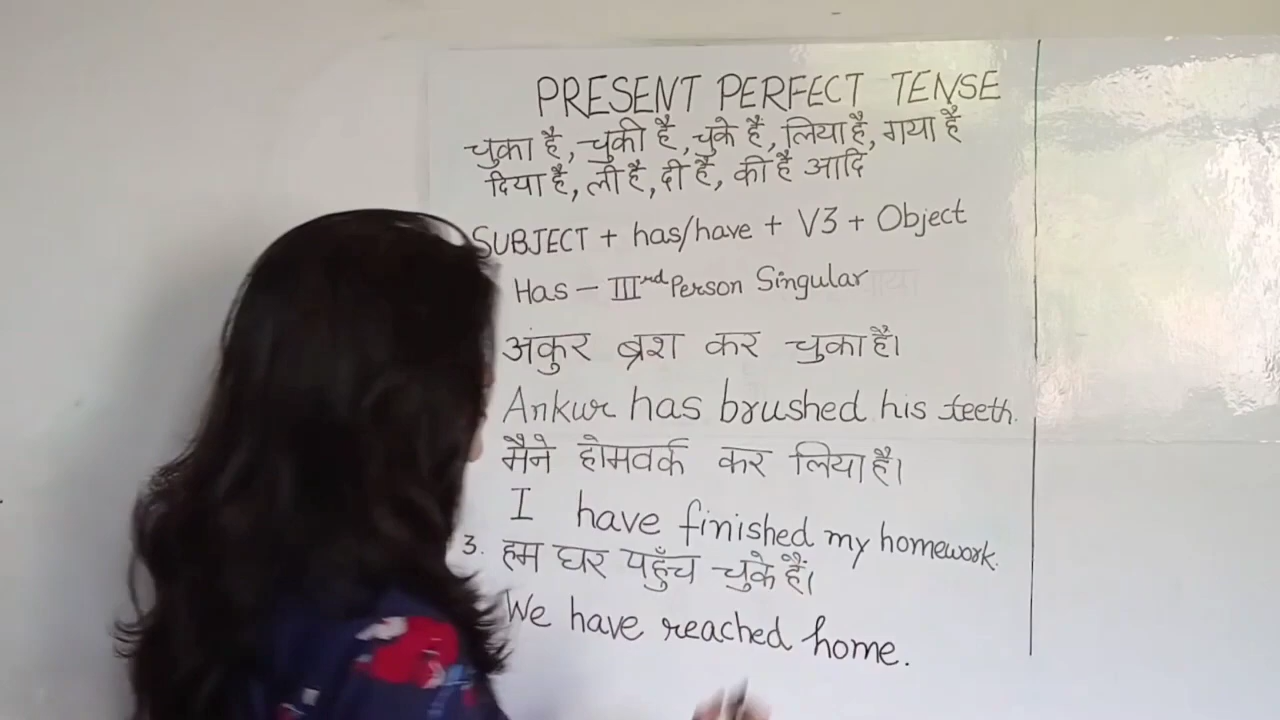 PRESENT PERFECT TENSE
चुका है, चुकी है, चुके है, लिया है, गया है
दिया है, ली है, दी है, की है आदि
SUBJECT + has/have + V3 + Object
Has - IIIrd Person Singular
अंकुर ब्रश कर चुका है।
Ankur has brushed his teeth.
मैने होमवर्क कर लिया है।
I have finished my homework.
3. हम घर पहुँच चुके हैं।
We have reached home.